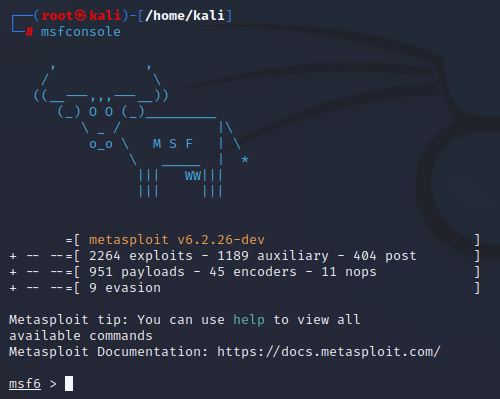 ┌──(root㉿kali)-[/home/kali]
└─# msfconsole
     ,           ,
    /             \
   ((__---,,,---__))
      (_) O O (_)_________
         \ _ /            |\
          o_o \   M S F   | \
               \   _____  |  *
                |||   WW|||
                |||     |||
       =[ metasploit v6.2.26-dev                          ]
+ -- --=[ 2264 exploits - 1189 auxiliary - 404 post       ]
+ -- --=[ 951 payloads - 45 encoders - 11 nops            ]
+ -- --=[ 9 evasion                                       ]
Metasploit tip: You can use help to view all
available commands
Metasploit Documentation: https://docs.metasploit.com/
msf6 >